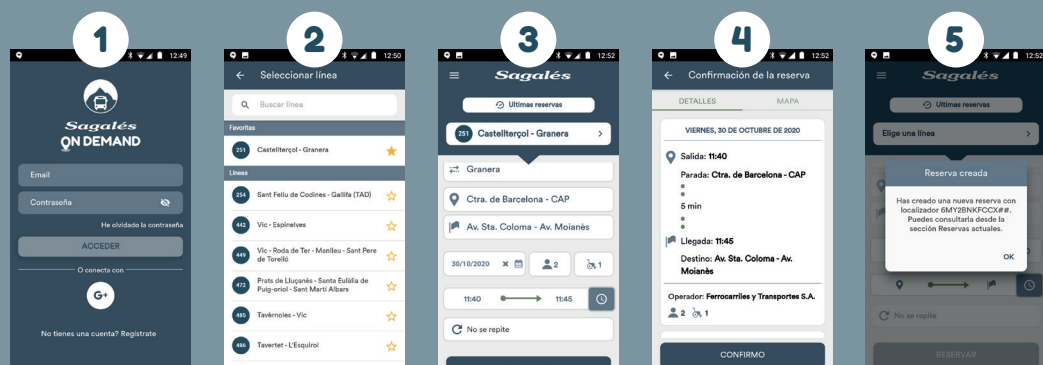 1
12:49
Sagalés
ON DEMAND
Email
Contraseña
He olvidado la contraseña
ACCEDER
O conecta con
G+
No tienes una cuenta? Regístrate
2
12:50
Seleccionar línea
Buscar línea
Favoritas
251 Castellterçol - Granera
Líneas
254 Sant Feliu de Codines - Gallifa (TAD)
442 Vic - Espinelves
449 Vic - Roda de Ter - Manlleu - Sant Pere
de Torelló
472 Prats de Lluçanès - Santa Eulàlia de
Puig-oriol - Sant Martí Albars
485 Tavèrnoles - Vic
486 Tavertet - L'Esquirol
3
12:52
Sagalés
Ultimas reservas
251 Castellterçol - Granera
Granera
Ctra. de Barcelona - CAP
Av. Sta. Coloma - Av. Moianès
30/10/2020 2 1
11:40 11:45
No se repite
4
12:52
Confirmación de la reserva
DETALLES MAPA
VIERNES, 30 DE OCTUBRE DE 2020
Salida: 11:40
Parada: Ctra. de Barcelona - CAP
5 min
Llegada: 11:45
Destino: Av. Sta. Coloma - Av.
Moianès
Operador: Ferrocarriles y Transportes S.A.
2 1
CONFIRMO
5
12:52
Sagalés
Ultimas reservas
Elige una línea
Reserva creada
Has creado una nueva reserva con
localizador 6MY2BNKFCCX##.
Puedes consultarla desde la
sección Reservas actuales.
OK
No se repite
RESERVAR